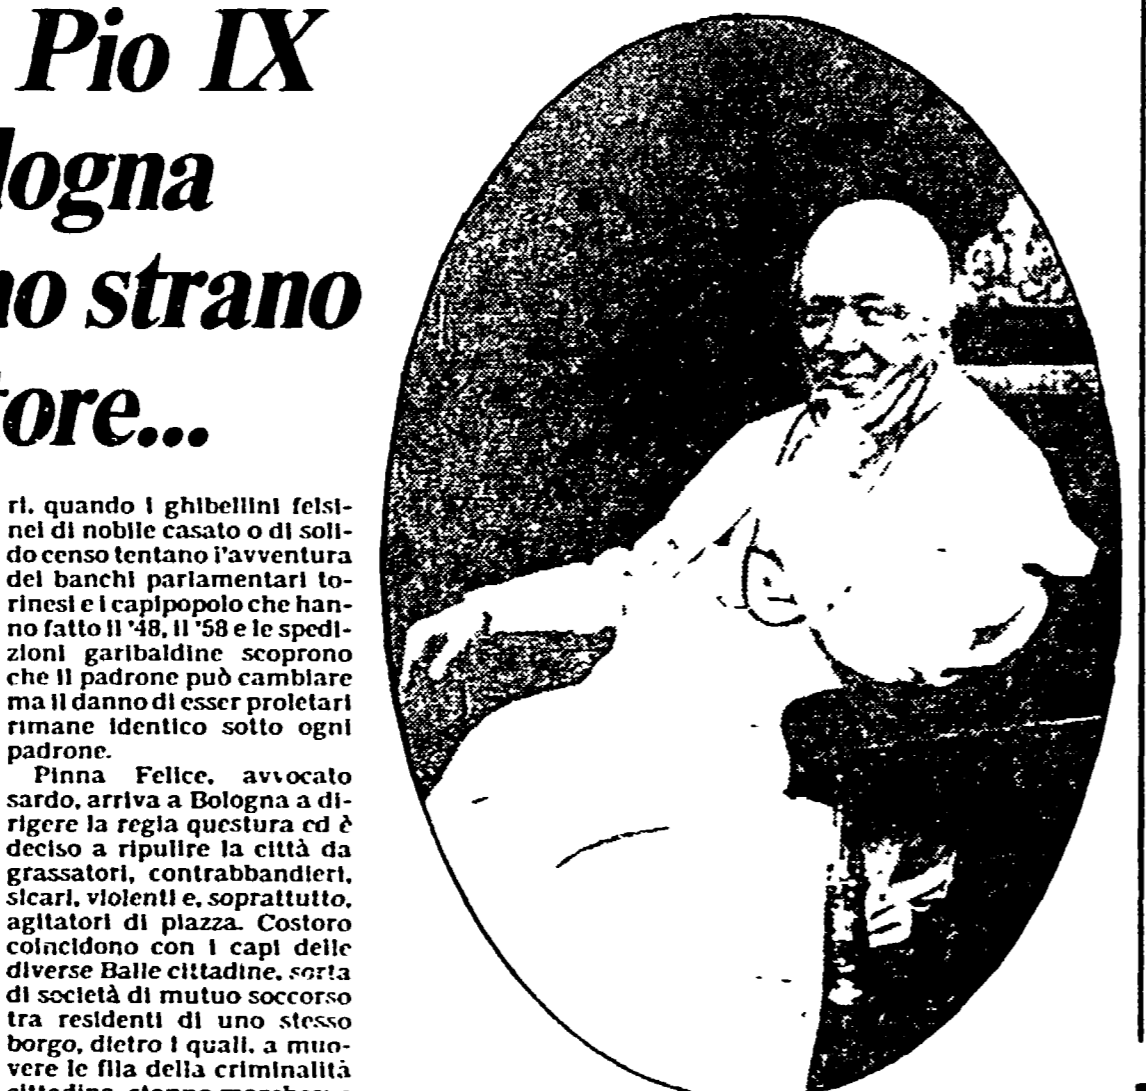 Pio IX
logna
no strano
tore...
ri. quando i ghibellini felsi-
nei di nobile casato o di soli-
do censo tentano l'avventura
dei banchi parlamentari to-
rinesi e i capipopolo che han-
no fatto il '48, il '58 e le spedi-
zioni garibaldine scoprono
che il padrone può cambiare
ma il danno di esser proletari
rimane identico sotto ogni
padrone.
Pinna Felice, avvocato
sardo, arriva a Bologna a di-
rigere la regia questura ed è
deciso a ripulire la città da
grassatori, contrabbandieri,
sicari, violenti e, soprattutto,
agitatori di piazza. Costoro
coincidono con i capi delle
diverse Balle cittadine, sorta
di società di mutuo soccorso
tra residenti di uno stesso
borgo, dietro i quali, a muo-
vere le fila della criminalità